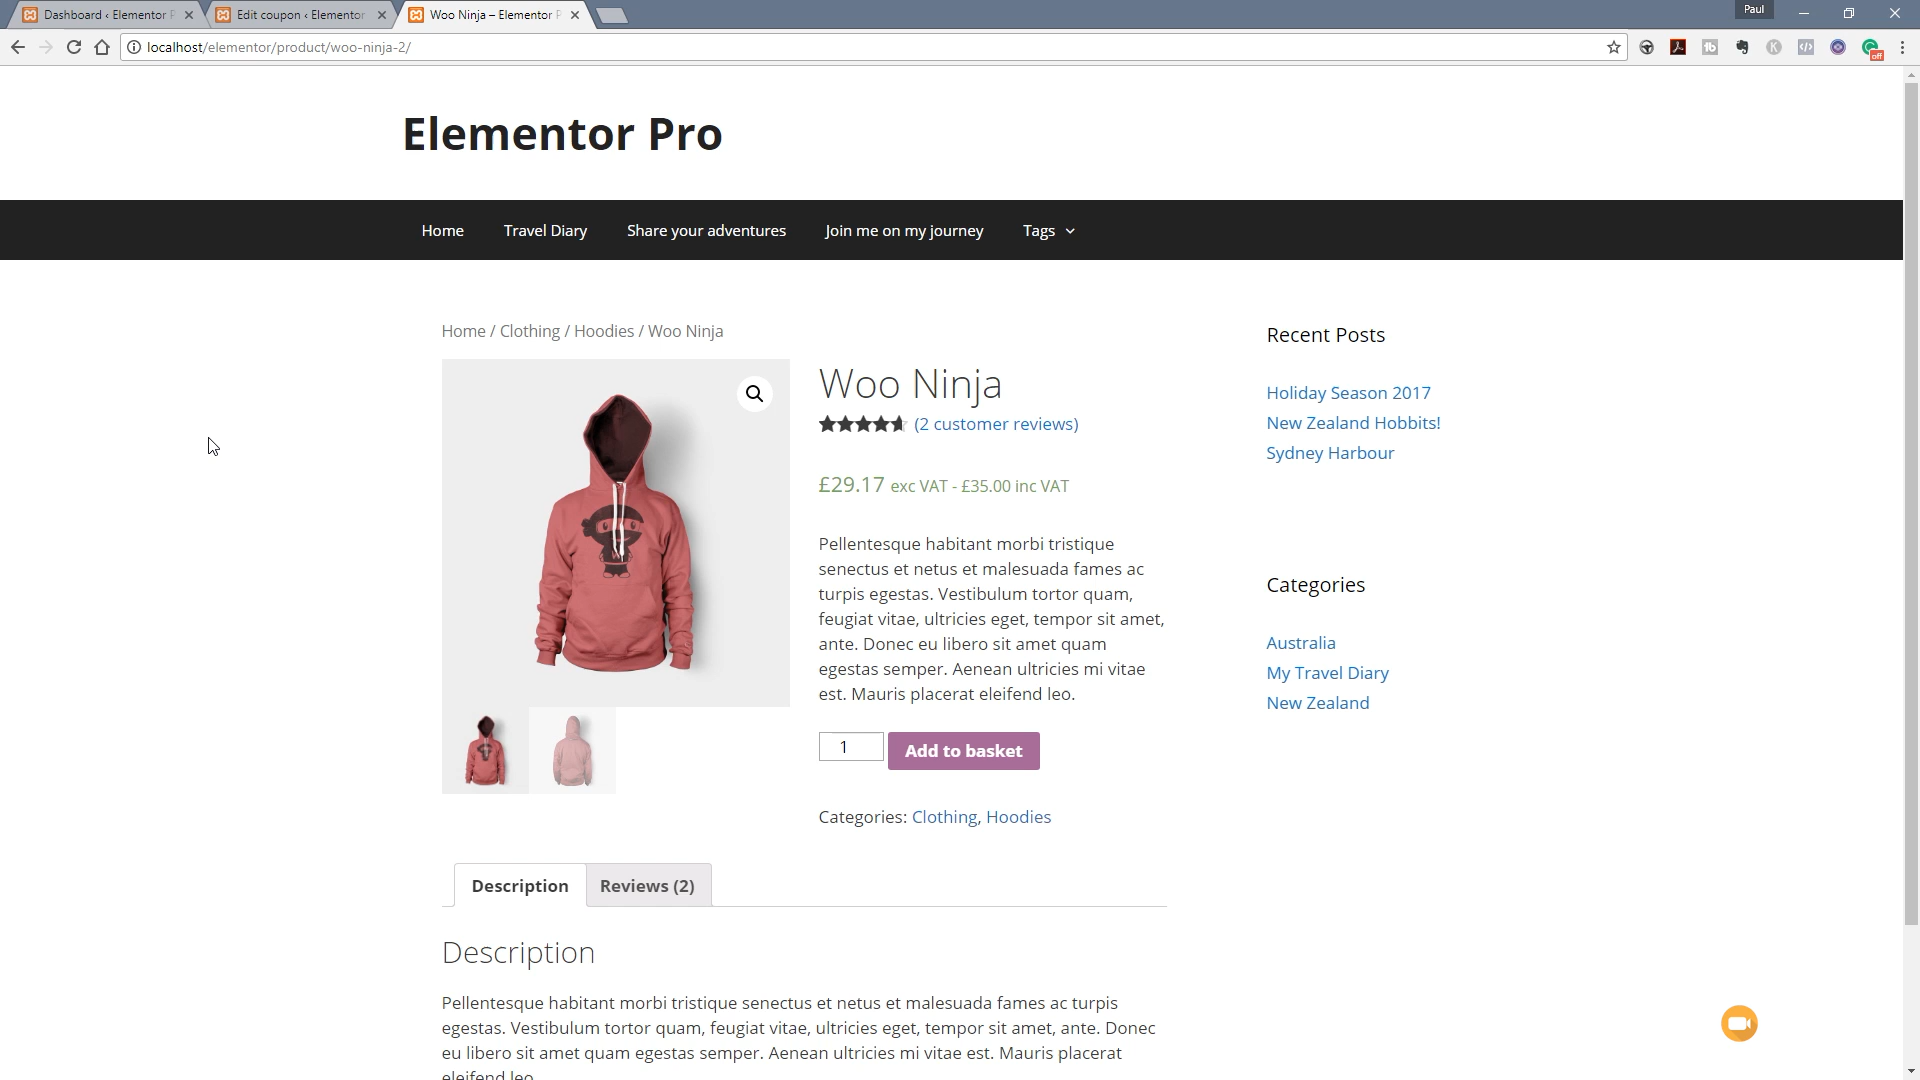 Dashboard ‹ Elementor P
Edit coupon ‹ Elementor
Woo Ninja – Elementor P
Paul
localhost/elementor/product/woo-ninja-2/
off
Elementor Pro
Home
Travel Diary
Share your adventures
Join me on my journey
Tags
Home / Clothing / Hoodies / Woo Ninja
Woo Ninja
(2 customer reviews)
£29.17 exc VAT - £35.00 inc VAT
Pellentesque habitant morbi tristique
senectus et netus et malesuada fames ac
turpis egestas. Vestibulum tortor quam,
feugiat vitae, ultricies eget, tempor sit amet,
ante. Donec eu libero sit amet quam
egestas semper. Aenean ultricies mi vitae
est. Mauris placerat eleifend leo.
1
Add to basket
Categories: Clothing, Hoodies
Recent Posts
Holiday Season 2017
New Zealand Hobbits!
Sydney Harbour
Categories
Australia
My Travel Diary
New Zealand
Description
Reviews (2)
Description
Pellentesque habitant morbi tristique senectus et netus et malesuada fames ac turpis
egestas. Vestibulum tortor quam, feugiat vitae, ultricies eget, tempor sit amet, ante. Donec
eu libero sit amet quam egestas semper. Aenean ultricies mi vitae est. Mauris placerat
eleifend leo.